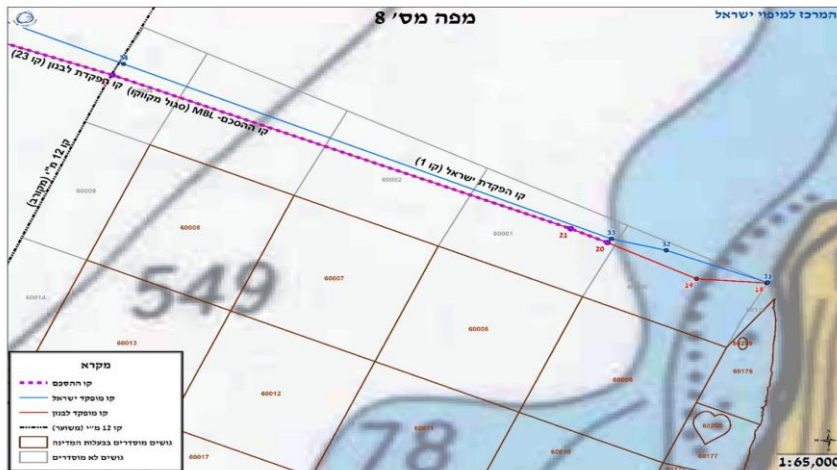 מפה מס' 8
המרכז למיפוי ישראל
קו הפקדת לבנון (קו 23)
קו ההסכם- MBL (סגול מקווקו)
קו הפקדת ישראל (קו 1)
קו 12 מ"י (מקורב)
33
32
31
21
20
19
18
60002
60001
60009
60008
60007
60006
60005
60014
60013
60012
60011
60010
60017
60178
60177
549
78
מקרא
קו ההסכם
קו מופקד ישראל
קו מופקד לבנון
קו 12 מ"י (משוער)
גושים מוסדרים בבעלות המדינה
גושים לא מוסדרים
1:65,000